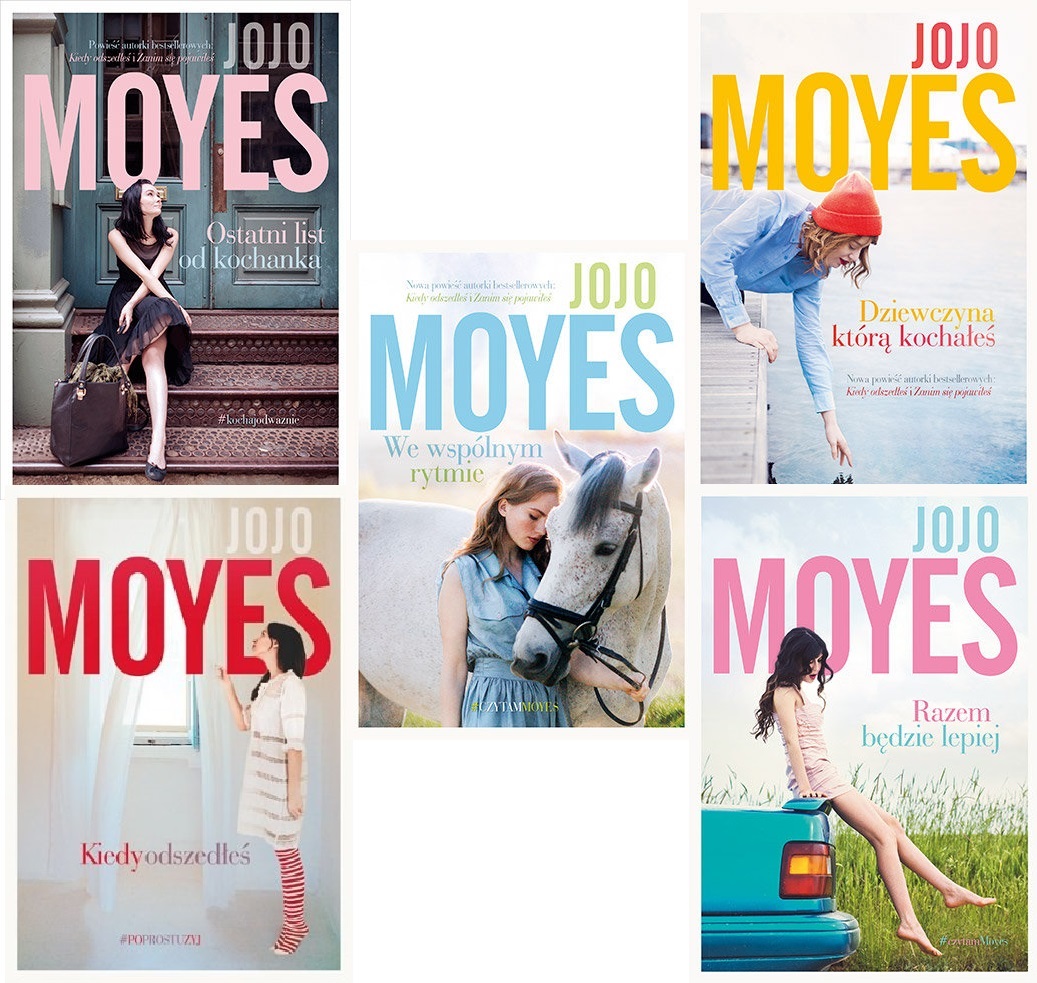 Powieść autorki bestsellerowych:
Kiedy odszedłeś i Zanim się pojawiłeś
JOJO
MOYES
Ostatni list
od kochanka
#kochajodważnie
JOJO
MOYES
Kiedyodszedłeś
#POPROSTUŻYJ
Nowa powieść autorki bestsellerowych:
Kiedy odszedłeś i Zanim się pojawiłeś
JOJO
MOYES
We wspólnym
rytmie
#CZYTAMMOYES
JOJO
MOYES
Dziewczyna
którą kochałeś
Nowa powieść autorki bestsellerowych:
Kiedy odszedłeś i Zanim się pojawiłeś
JOJO
MOYES
Razem
będzie lepiej
#czytamMoyes